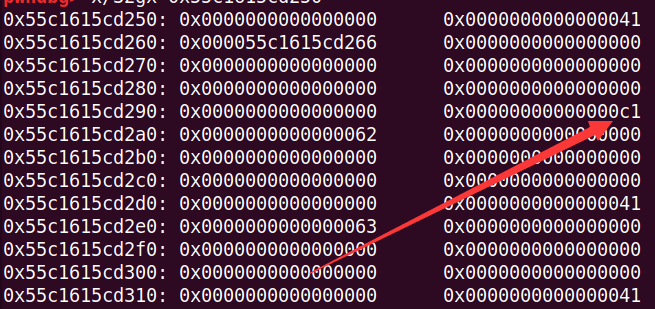 0x55c1615cd250: 0x0000000000000000 0x0000000000000041
0x55c1615cd260: 0x000055c1615cd266 0x0000000000000000
0x55c1615cd270: 0x0000000000000000 0x0000000000000000
0x55c1615cd280: 0x0000000000000000 0x0000000000000000
0x55c1615cd290: 0x0000000000000000 0x00000000000000c1
0x55c1615cd2a0: 0x0000000000000062 0x0000000000000000
0x55c1615cd2b0: 0x0000000000000000 0x0000000000000000
0x55c1615cd2c0: 0x0000000000000000 0x0000000000000000
0x55c1615cd2d0: 0x0000000000000000 0x0000000000000041
0x55c1615cd2e0: 0x0000000000000063 0x0000000000000000
0x55c1615cd2f0: 0x0000000000000000 0x0000000000000000
0x55c1615cd300: 0x0000000000000000 0x0000000000000000
0x55c1615cd310: 0x0000000000000000 0x0000000000000041